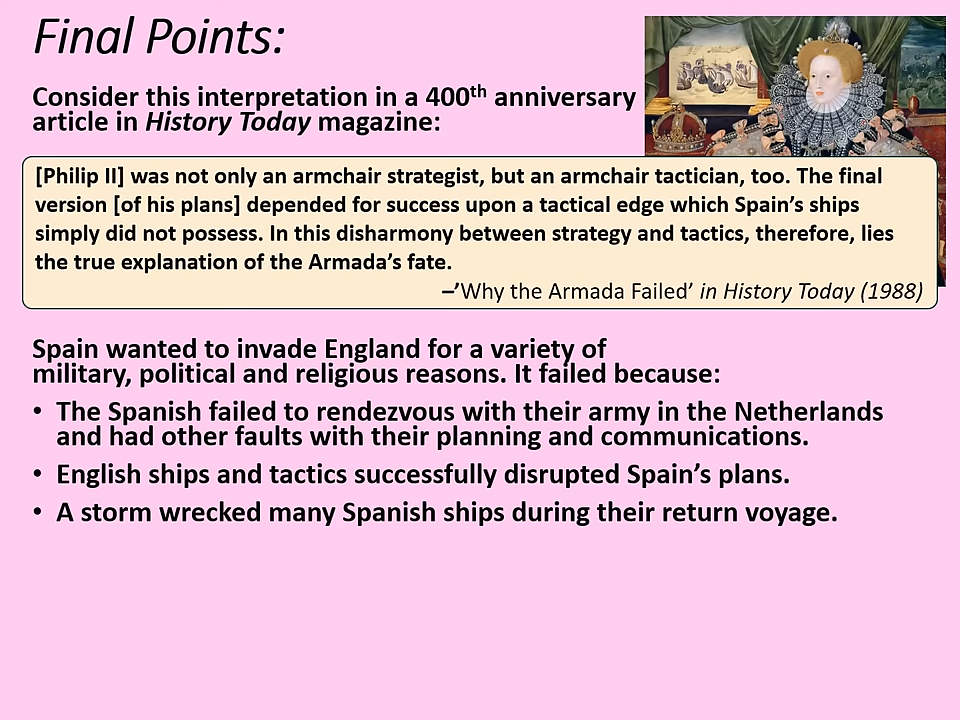 Final Points:
Consider this interpretation in a 400th anniversary
article in History Today magazine:
[Philip II] was not only an armchair strategist, but an armchair tactician, too. The final
version [of his plans] depended for success upon a tactical edge which Spain’s ships
simply did not possess. In this disharmony between strategy and tactics, therefore, lies
the true explanation of the Armada’s fate.
–’‘Why the Armada Failed’ in History Today (1988)
Spain wanted to invade England for a variety of
military, political and religious reasons. It failed because:
• The Spanish failed to rendezvous with their army in the Netherlands
and had other faults with their planning and communications.
• English ships and tactics successfully disrupted Spain’s plans.
• A storm wrecked many Spanish ships during their return voyage.